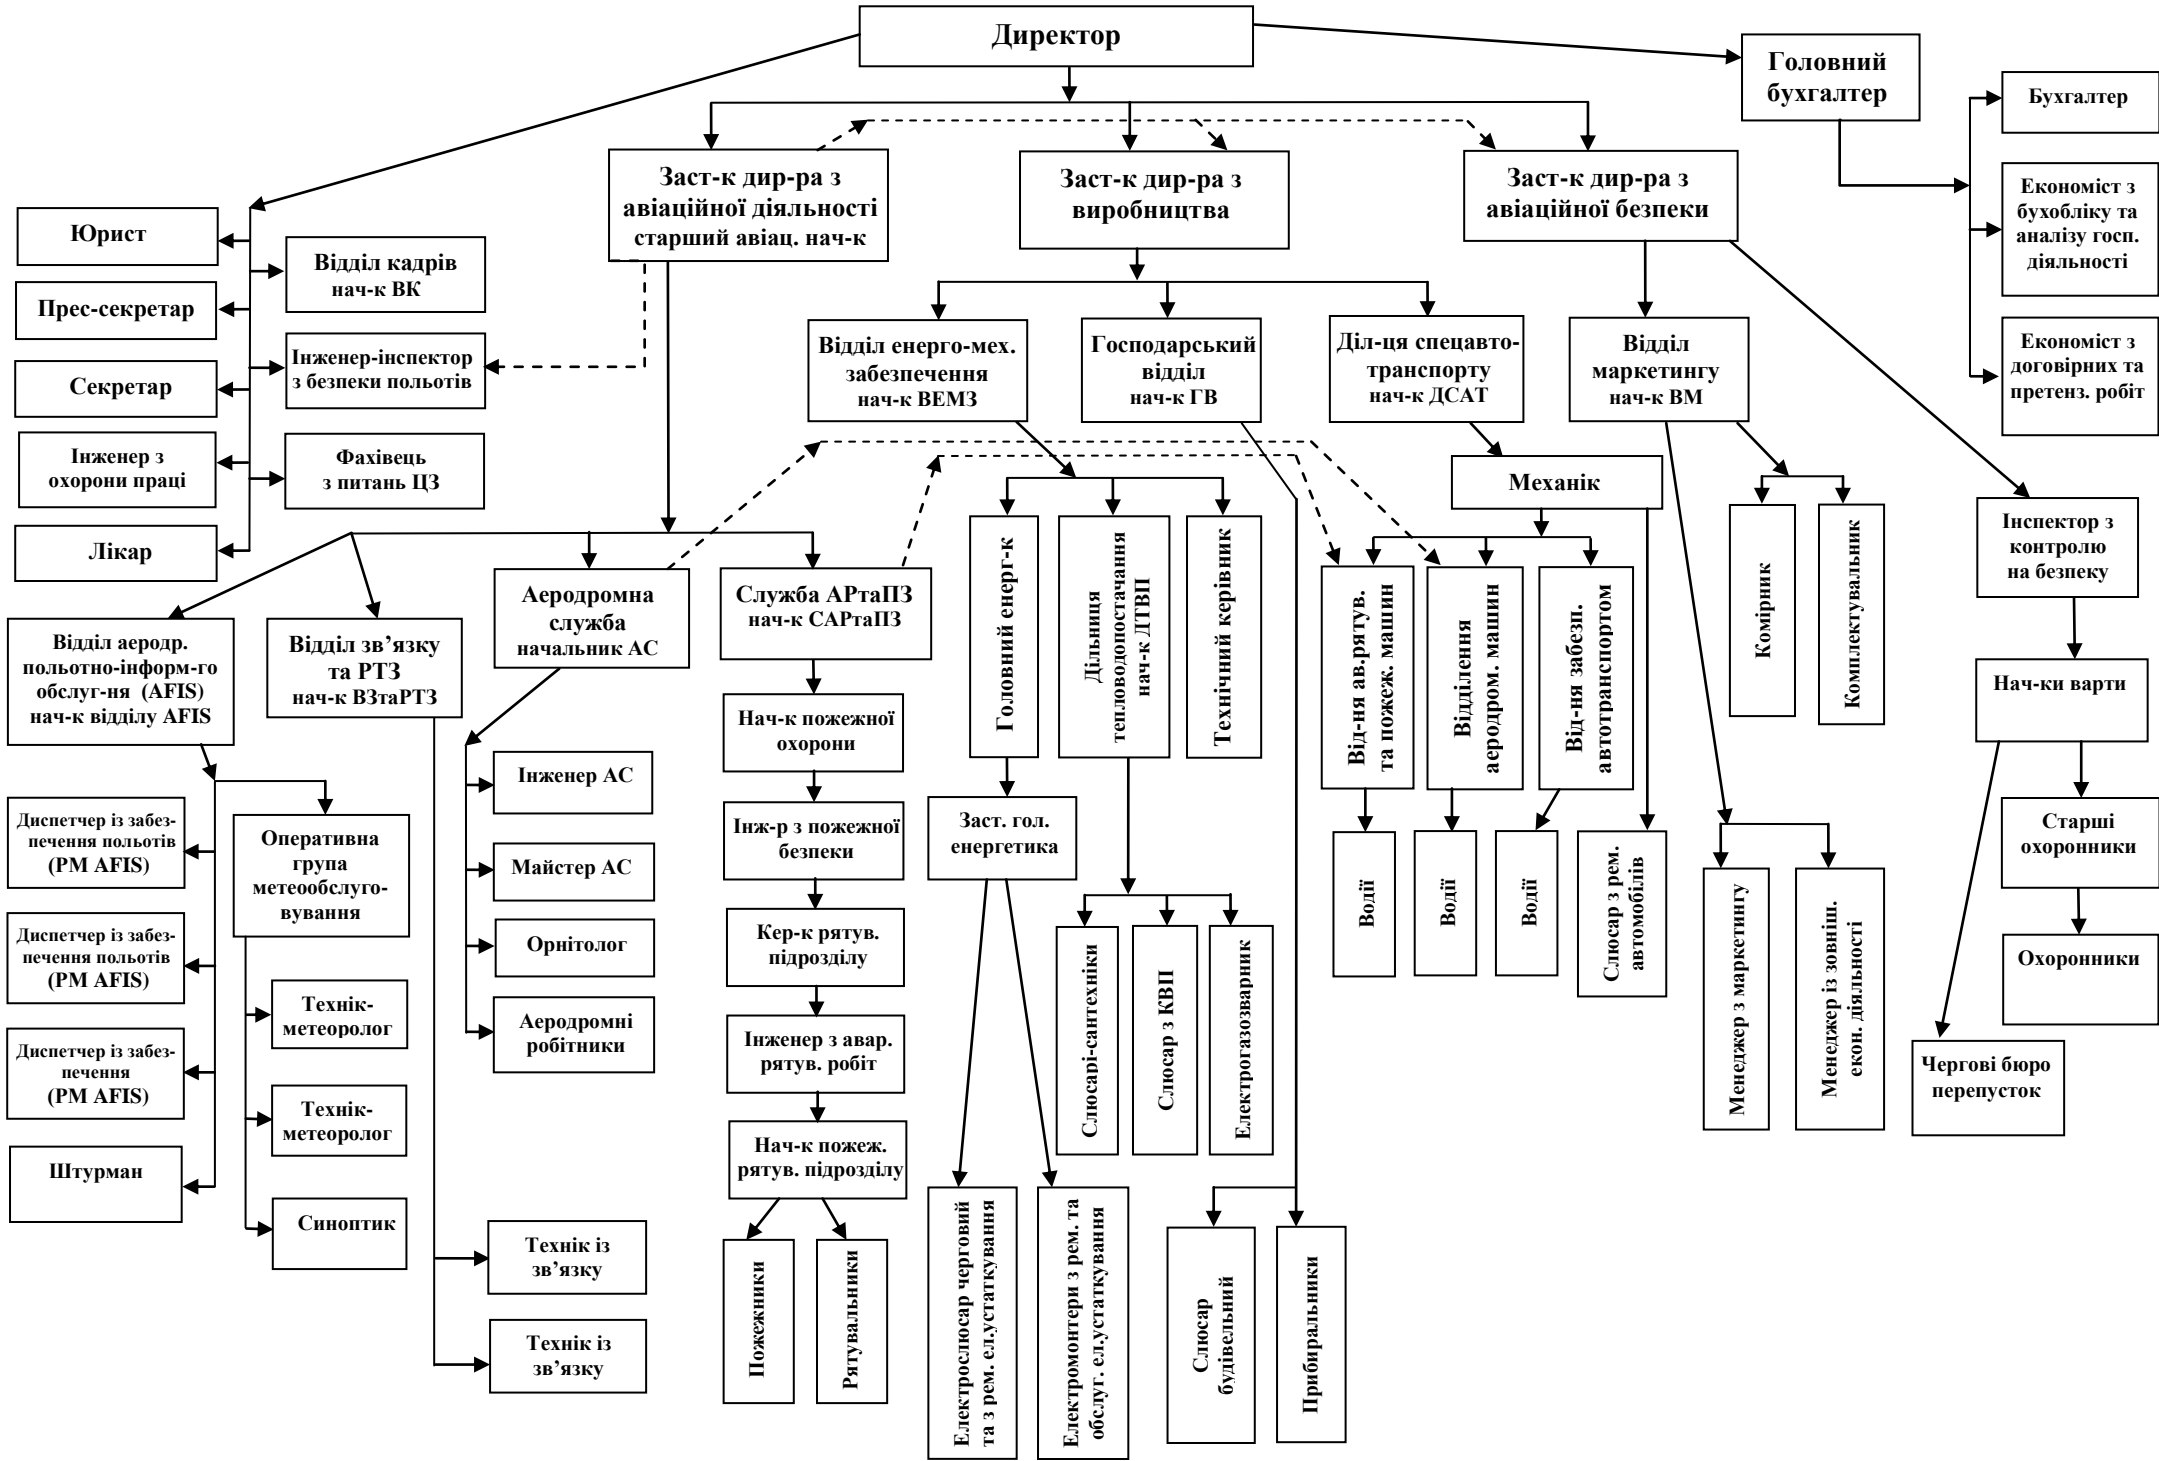 Директор
Головний
бухгалтер
Бухгалтер
Економіст з
бухобліку та
аналізу госп.
діяльності
Економіст з
договірних та
претенз. робіт
Заст-к дир-ра з
авіаційної діяльності
старший авіац. нач-к
Заст-к дир-ра з
виробництва
Заст-к дир-ра з
авіаційної безпеки
Юрист
Прес-секретар
Секретар
Інженер з
охорони праці
Лікар
Відділ кадрів
нач-к ВК
Інженер-інспектор
з безпеки польотів
Фахівець
з питань ЦЗ
Відділ енерго-мех.
забезпечення
нач-к ВЕМЗ
Господарський
відділ
нач-к ГВ
Діл-ця спецавто-
транспорту
нач-к ДСАТ
Відділ
маркетингу
нач-к ВМ
Механік
Інспектор з
контролю
на безпеку
Відділ аеродр.
польотно-інформ-го
обслуг-ня (AFIS)
нач-к відділу AFIS
Відділ зв’язку
та РТЗ
нач-к ВЗтаРТЗ
Аеродромна
служба
начальник АС
Служба АРтаПЗ
нач-к САРтаПЗ
Головний енерг-к
Дільниця
тепловодопостачання
нач-к ДТВП
Технічний керівник
Від-ня ав.рятув.
та пожеж. машин
Відділення
аеродром. машин
Від-ня забезп.
автотранспортом
Комірник
Комплектувальник
Нач-ки варти
Старші
охоронники
Охоронники
Чергові бюро
перепусток
Диспетчер із забез-
печення польотів
(РМ AFIS)
Диспетчер із забез-
печення польотів
(РМ AFIS)
Диспетчер із забез-
печення
(РМ AFIS)
Штурман
Оперативна
група
метеообслуго-
вування
Технік-
метеоролог
Технік-
метеоролог
Синоптик
Інженер АС
Майстер АС
Орнітолог
Аеродромні
робітники
Технік із
зв’язку
Технік із
зв’язку
Нач-к пожежної
охорони
Інж-р з пожежної
безпеки
Кер-к рятув.
підрозділу
Інженер з авар.
рятув. робіт
Нач-к пожеж.
рятув. підрозділу
Пожежники
Рятувальники
Заст. гол.
енергетика
Електрослюсар черговий
та з рем. ел.устаткування
Електромонтери з рем. та
обслуг. ел.устаткування
Слюсарі-сантехніки
Слюсар з КВП
Електрогазозварник
Слюсар
будівельний
Прибиральники
Водії
Водії
Водії
Слюсар з рем.
автомобілів
Менеджер з маркетингу
Менеджер із зовніш.
екон. діяльності